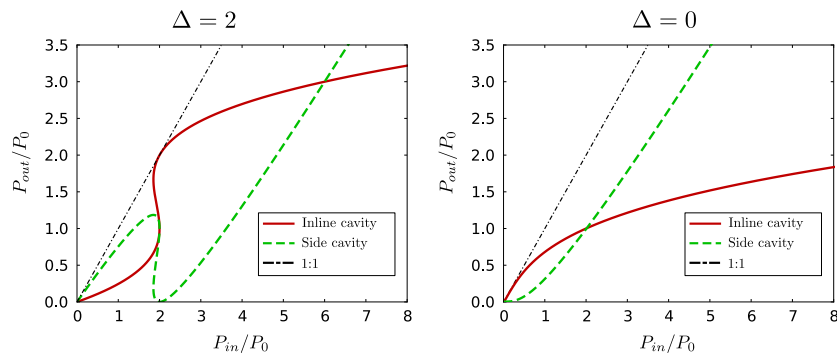 Δ = 2
3.5
3.0
2.5
2.0
1.5
1.0
0.5
0.0
P_out/P_0
Inline cavity
Side cavity
1:1
0 1 2 3 4 5 6 7 8
P_in/P_0
Δ = 0
3.5
3.0
2.5
2.0
1.5
1.0
0.5
0.0
P_out/P_0
Inline cavity
Side cavity
1:1
0 1 2 3 4 5 6 7 8
P_in/P_0